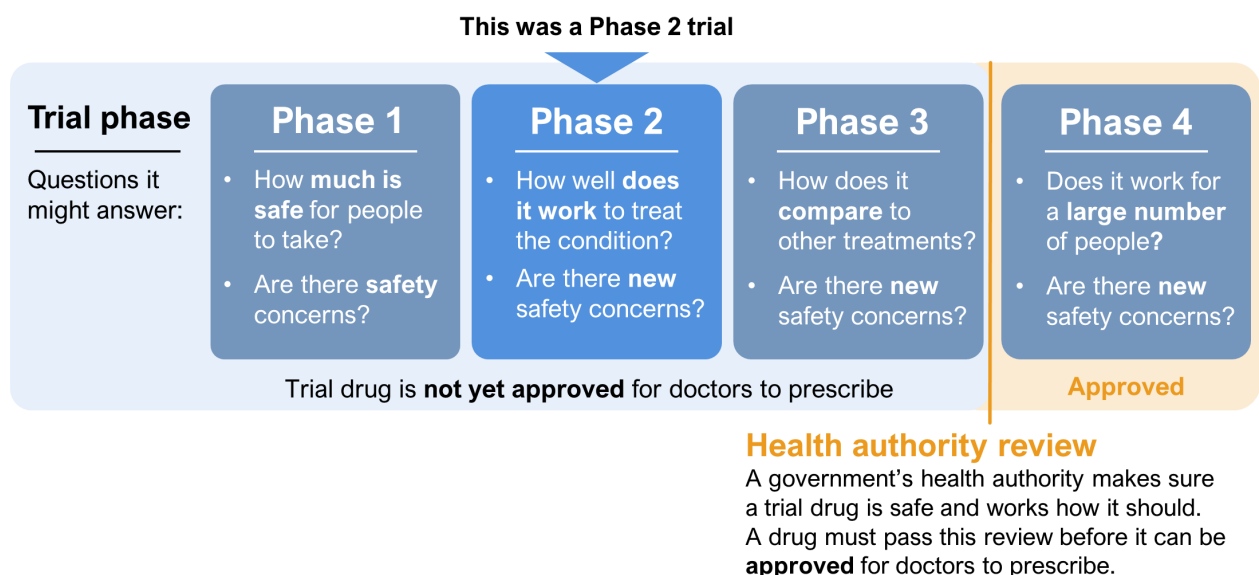 This was a Phase 2 trial
Trial phase
Questions it
might answer:
Phase 1
• How much is
safe for people
to take?
• Are there safety
concerns?
Phase 2
• How well does
it work to treat
the condition?
• Are there new
safety concerns?
Phase 3
• How does it
compare to
other treatments?
• Are there new
safety concerns?
Phase 4
• Does it work for
a large number
of people?
• Are there new
safety concerns?
Trial drug is not yet approved for doctors to prescribe
Approved
Health authority review
A government’s health authority makes sure
a trial drug is safe and works how it should.
A drug must pass this review before it can be
approved for doctors to prescribe.